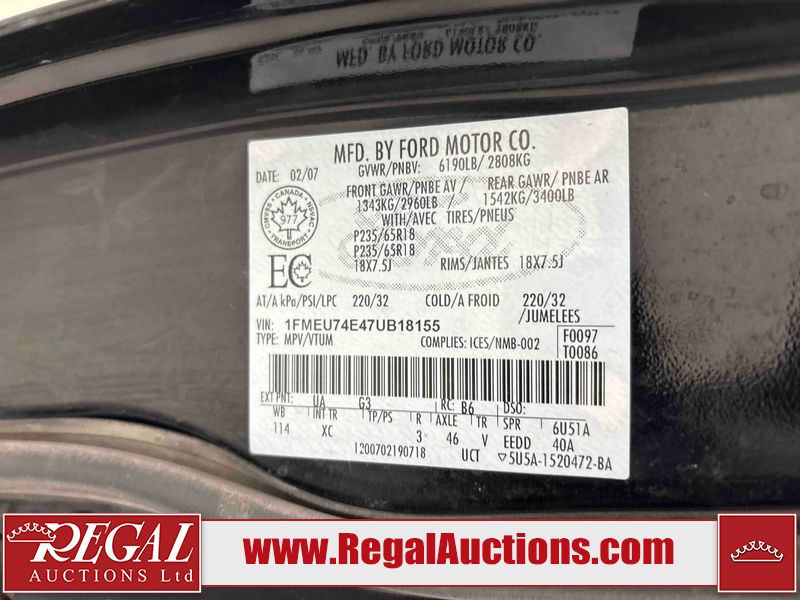 MFD. BY FORD MOTOR CO.
MFD. BY FORD MOTOR CO.
DATE: 02/07 GVWR/PNBV: 6190LB/ 2808KG
FRONT GAWR/PNBE AV / REAR GAWR/ PNBE AR
1343KG/2960LB 1542KG/3400LB
WITH/AVEC TIRES/PNEUS
P235/65R18
P235/65R18
18X7.5J RIMS/JANTES 18X7.5J
CANADA
CMVSS NSVAC
977
TRANSPORT
EC
AT/A kPa/PSI/LPC 220/32 COLD/A FROID 220/32
/JUMELEES
VIN: 1FMEU74E47UB18155
F0097
TYPE: MPV/VTUM COMPLIES: ICES/NMB-002
T0086
EXT PNT: UA G3 RC: B6 DSO:
WB INT TR TP/PS R AXLE TR SPR 6U51A
114 XC 3 46 V EEDD 40A
1200702190718 UCT ▽5U5A-1520472-BA
REGAL
AUCTIONS Ltd
www.RegalAuctions.com